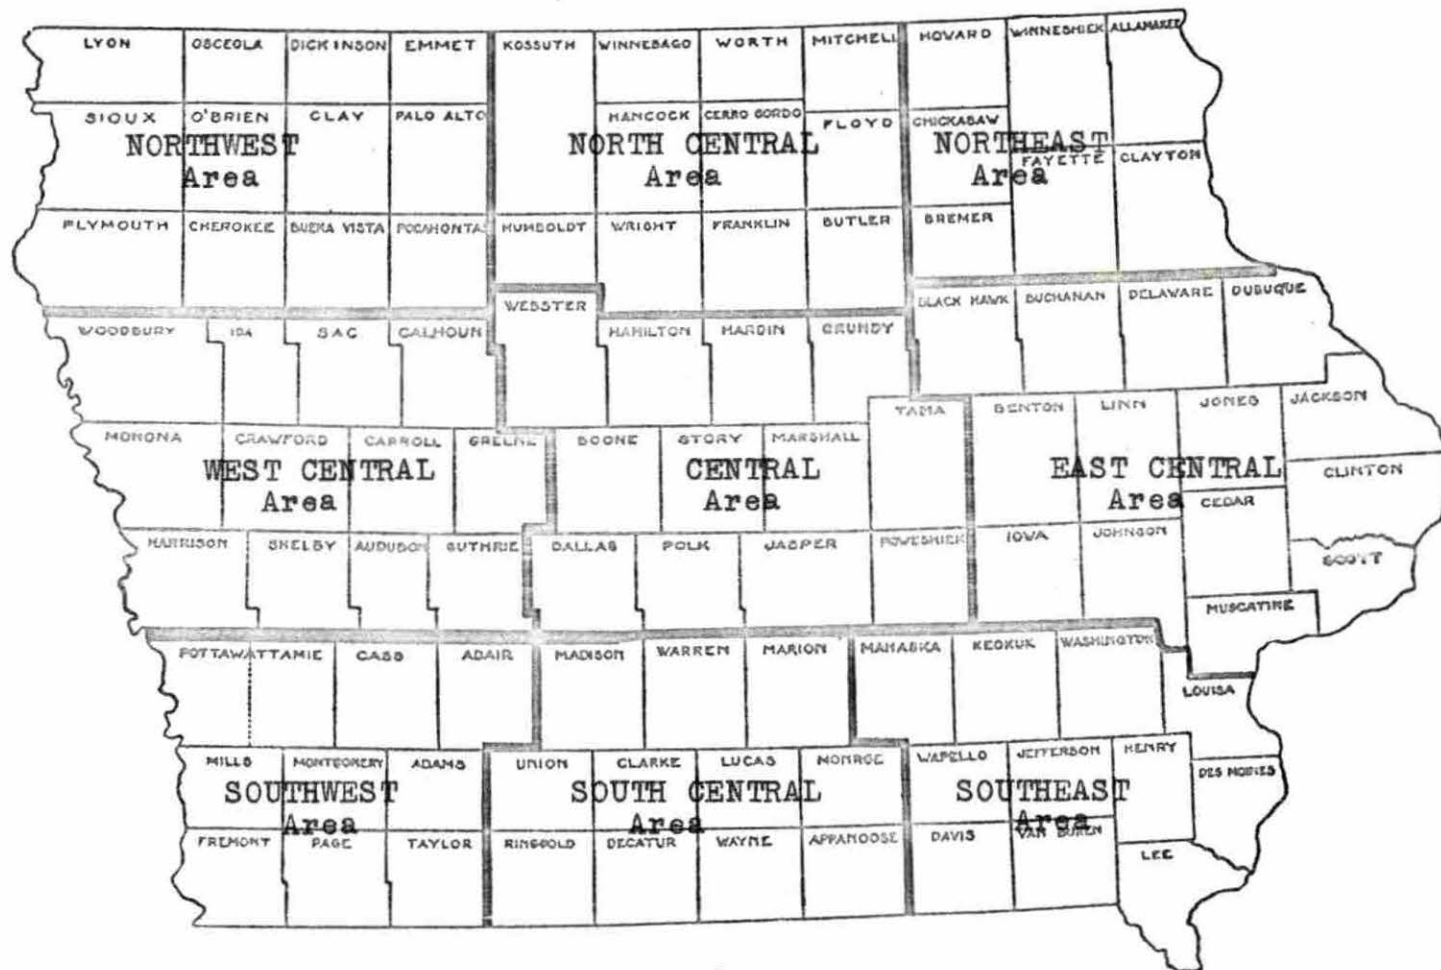 LYON OSCEOLA DICKINSON EMMET KOSSUTH WINNEBAGO WORTH MITCHELL HOWARD WINNESHIEK ALLAMAKEE
SIOUX O'BRIEN CLAY PALO ALTO HANCOCK CERRO GORDO FLOYD CHICKASAW
NORTHWEST NORTH CENTRAL NORTHEAST
FAYETTE CLAYTON
Area Area Area
PLYMOUTH CHEROKEE BUENA VISTA POCAHONTAS HUMBOLDT WRIGHT FRANKLIN BUTLER BREMER
WEBSTER BLACK HAWK BUCHANAN DELAWARE DUBUQUE
WOODBURY IDA SAC CALHOUN HAMILTON HARDIN GRUNDY
TAMA BENTON LINN JONES JACKSON
MONONA CRAWFORD CARROLL GREENE BOONE STORY MARSHALL
WEST CENTRAL CENTRAL EAST CENTRAL CLINTON
Area Area Area CEDAR
HARRISON SHELBY AUDUBON GUTHRIE DALLAS POLK JASPER POWESHIEK IOWA JOHNSON SCOTT
MUSCATINE
POTTAWATTAMIE CASS ADAIR MADISON WARREN MARION MAHASKA KEOKUK WASHINGTON
LOUISA
MILLS MONTGOMERY ADAMS UNION CLARKE LUCAS MONROE WAPELLO JEFFERSON HENRY
DES MOINES
SOUTHWEST SOUTH CENTRAL SOUTHEAST
Area Area Area
FREMONT PAGE TAYLOR RINGGOLD DECATUR WAYNE APPANOOSE DAVIS VAN BUREN
LEE